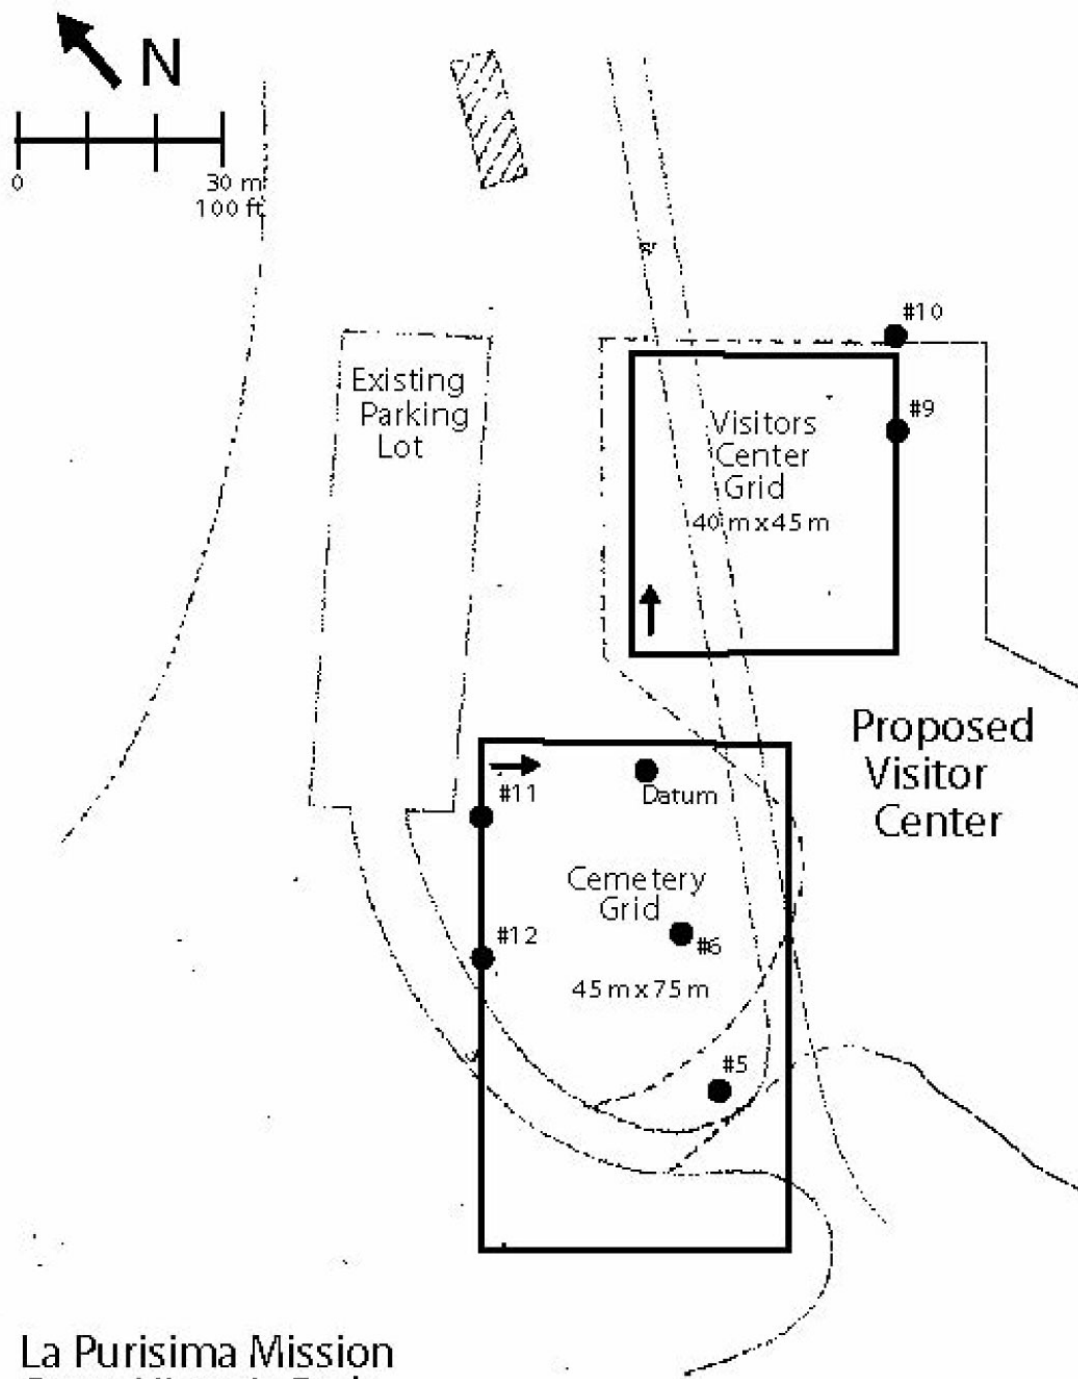 N
0
30 m
100 ft
#10
Existing
Parking
Lot
#9
Visitors
Center
Grid
40 m x 45 m
Proposed
Visitor
Center
#11
Datum
Cemetery
Grid
#12
#6
45 m x 75 m
#5
La Purisima Mission